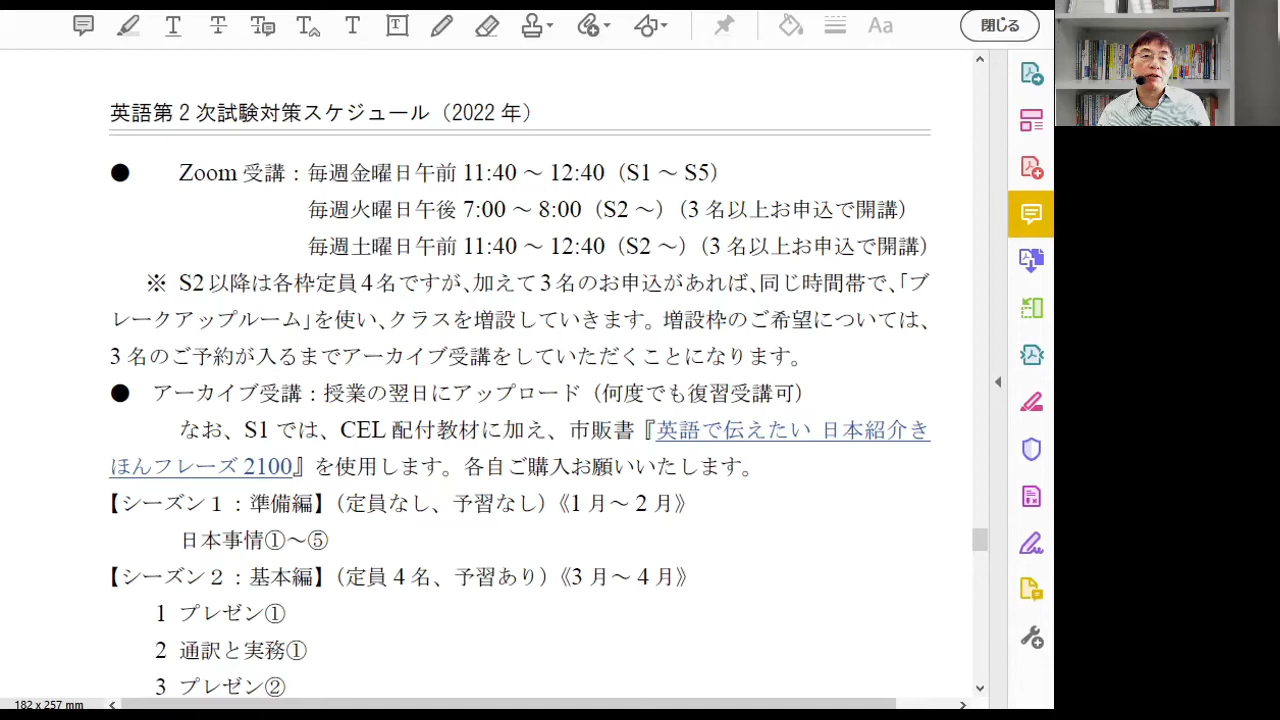 閉じる
英語第２次試験対策スケジュール（2022 年）
● Zoom 受講：毎週金曜日午前 11:40 ～ 12:40（S1 ～ S5）
毎週火曜日午後 7:00 ～ 8:00（S2 ～）（3 名以上お申込で開講）
毎週土曜日午前 11:40 ～ 12:40（S2 ～）（3 名以上お申込で開講）
※ S2 以降は各枠定員 4 名ですが、加えて 3 名のお申込があれば、同じ時間帯で、「ブ
レークアップルーム」を使い、クラスを増設していきます。増設枠のご希望については、
3 名のご予約が入るまでアーカイブ受講をしていただくことになります。
● アーカイブ受講：授業の翌日にアップロード（何度でも復習受講可）
なお、S1 では、CEL 配付教材に加え、市販書『英語で伝えたい 日本紹介き
ほんフレーズ 2100』を使用します。各自ご購入お願いいたします。
【シーズン１：準備編】（定員なし、予習なし）《1 月～ 2 月》
日本事情①～⑤
【シーズン２：基本編】（定員 4 名、予習あり）《3 月～ 4 月》
1 プレゼン①
2 通訳と実務①
3 プレゼン②
182 x 257 mm